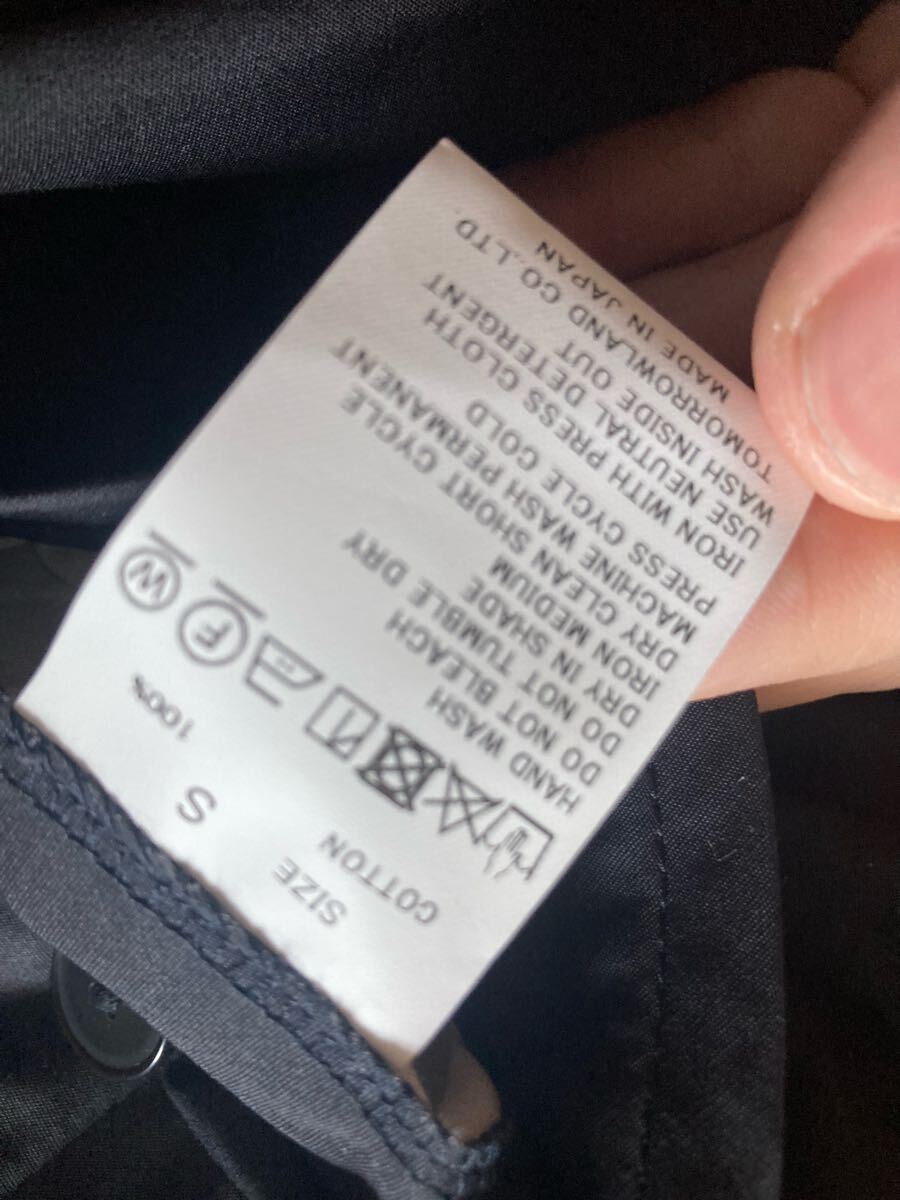 SIZE S
COTTON 100%
F W
HAND WASH
DO NOT BLEACH
DO NOT TUMBLE DRY
DRY IN SHADE
IRON MEDIUM
DRY CLEAN SHORT CYCLE
MACHINE WASH PERMANENT
PRESS CYCLE COLD
IRON WITH PRESS CLOTH
USE NEUTRAL DETERGENT
WASH INSIDE OUT
TOMORROWLAND CO.,LTD.
MADE IN JAPAN